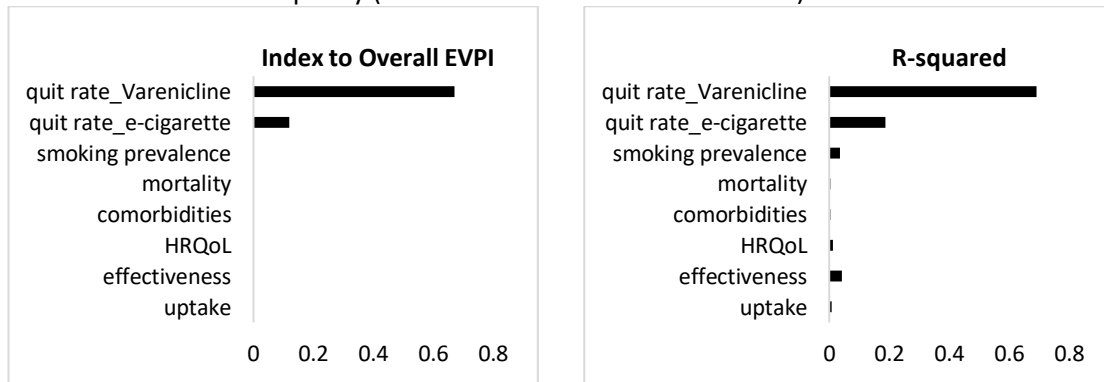 Index to Overall EVPI
quit rate_Varenicline
quit rate_e-cigarette
smoking prevalence
mortality
comorbidities
HRQoL
effectiveness
uptake
0 0.2 0.4 0.6 0.8
R-squared
quit rate_Varenicline
quit rate_e-cigarette
smoking prevalence
mortality
comorbidities
HRQoL
effectiveness
uptake
0 0.2 0.4 0.6 0.8